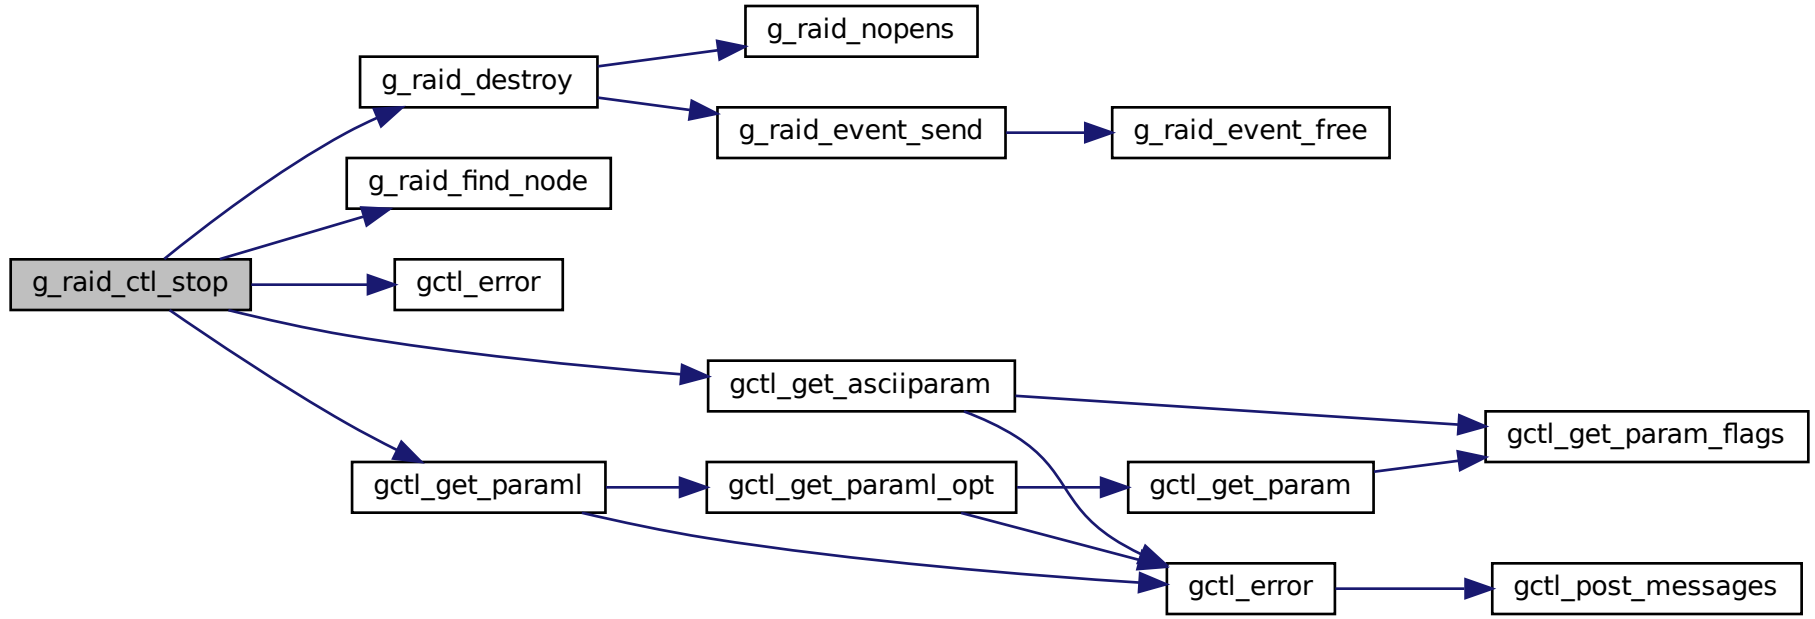 g_raid_nopens
g_raid_destroy
g_raid_event_send
g_raid_event_free
g_raid_find_node
g_raid_ctl_stop
gctl_error
gctl_get_asciiparam
gctl_get_param_flags
gctl_get_paraml
gctl_get_paraml_opt
gctl_get_param
gctl_error
gctl_post_messages